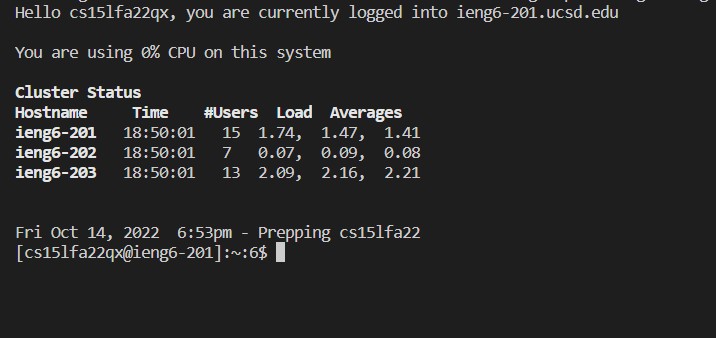 Hello cs15lfa22qx, you are currently logged into ieng6-201.ucsd.edu
You are using 0% CPU on this system
Cluster Status
Hostname Time #Users Load Averages
ieng6-201 18:50:01 15 1.74, 1.47, 1.41
ieng6-202 18:50:01 7 0.07, 0.09, 0.08
ieng6-203 18:50:01 13 2.09, 2.16, 2.21
Fri Oct 14, 2022 6:53pm - Prepping cs15lfa22
[cs15lfa22qx@ieng6-201]:~:6$